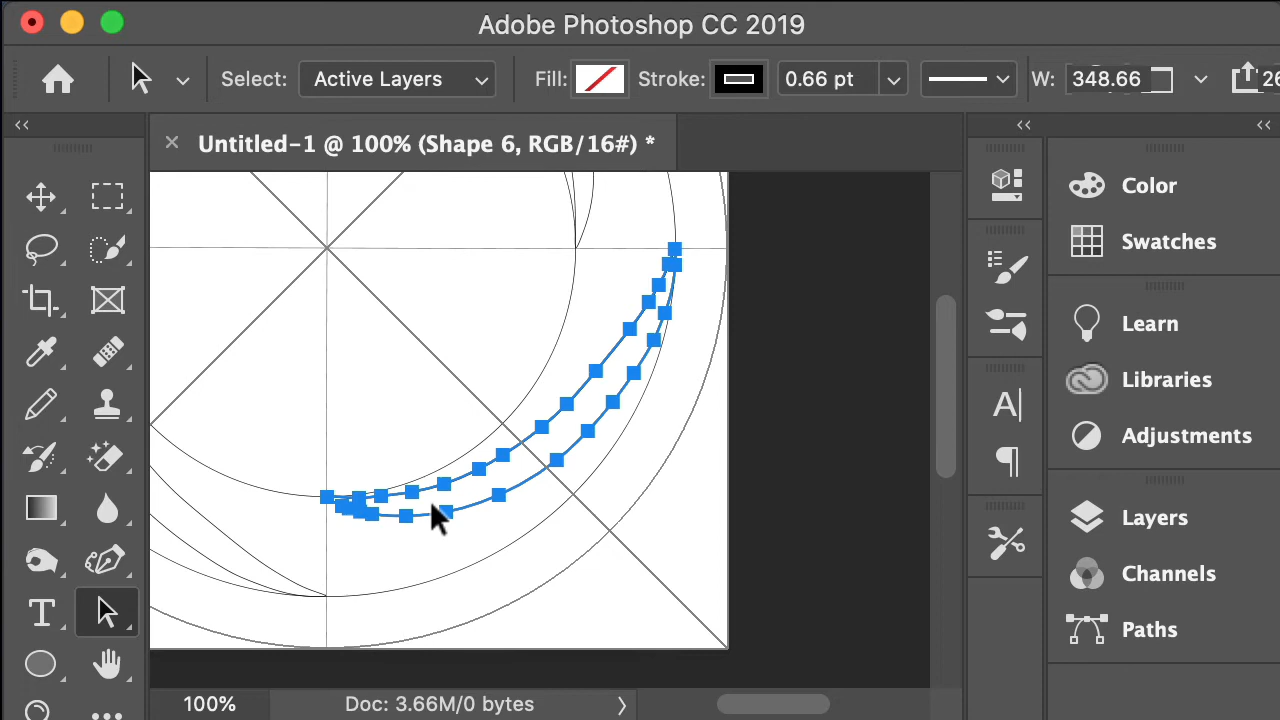 Adobe Photoshop CC 2019
Select: Active Layers Fill: Stroke: 0.66 pt W: 348.66 26
Untitled-1 @ 100% (Shape 6, RGB/16#) *
Color
Swatches
Learn
Libraries
Adjustments
Layers
Channels
Paths
100% Doc: 3.66M/0 bytes